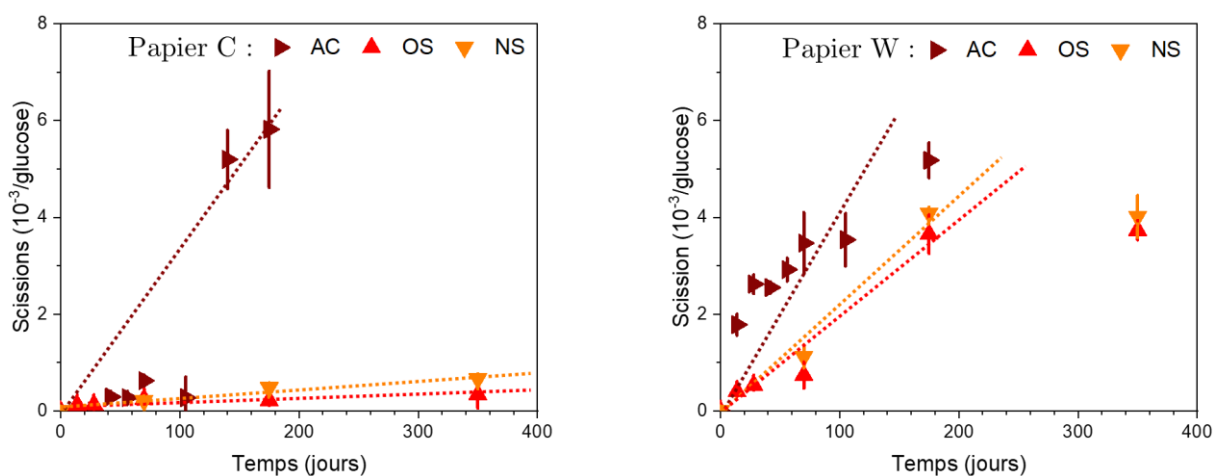 Papier C : AC OS NS
8
6
4
2
0
Scissions (10⁻³/glucose)
0 100 200 300 400
Temps (jours)
Papier W : AC OS NS
8
6
4
2
0
Scission (10⁻³/glucose)
0 100 200 300 400
Temps (jours)